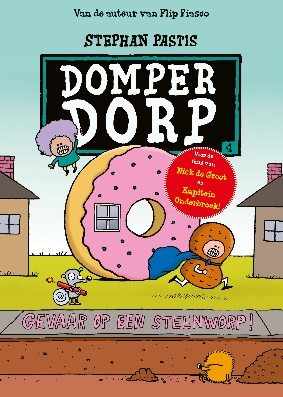 Van de auteur van Flip Fiasco
STEPHAN PASTIS
DOMPER
DORP
1
Voor de
fans van
Nick de Groot
en
Kapitein
Onderbroek!
GEVAAR OP EEN STEENWORP!